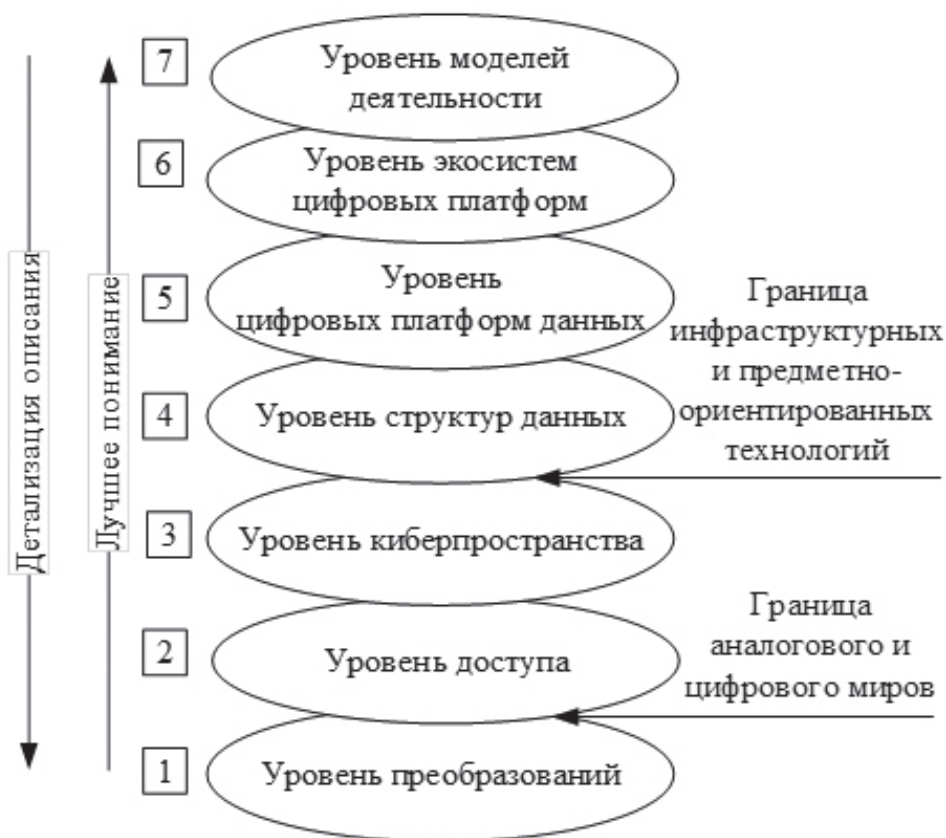 7
Уровень моделей
деятельности
6
Уровень экосистем
цифровых платформ
5
Уровень
цифровых платформ данных
4
Уровень структур данных
3
Уровень киберпространства
2
Уровень доступа
1
Уровень преобразований
Детализация описания
Лучшее понимание
Граница
инфраструктурных
и предметно-
ориентированных
технологий
Граница
аналогового и
цифрового миров